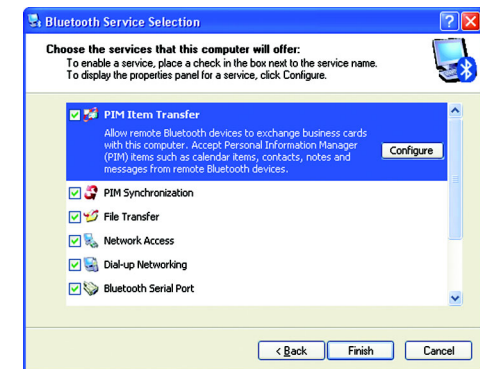 Bluetooth Service Selection
Choose the services that this computer will offer:
To enable a service, place a check in the box next to the service name.
To display the properties panel for a service, click Configure.
PIM Item Transfer
Allow remote Bluetooth devices to exchange business cards
with this computer. Accept Personal Information Manager
(PIM) items such as calendar items, contacts, notes and
messages from remote Bluetooth devices.
Configure
PIM Synchronization
File Transfer
Network Access
Dial-up Networking
Bluetooth Serial Port
< Back Finish Cancel